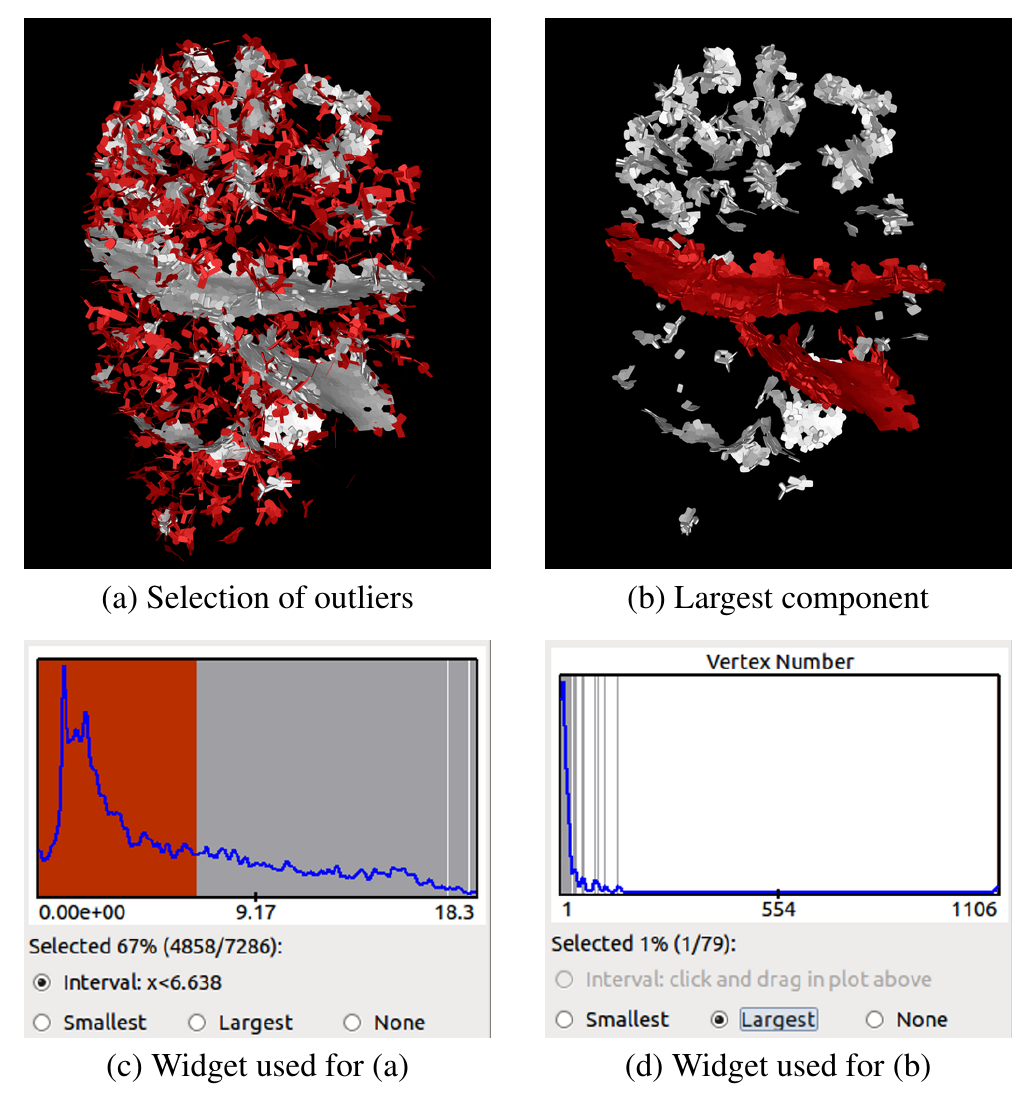 (a) Selection of outliers
(b) Largest component
0.00e+00 9.17 18.3
Selected 67% (4858/7286):
Interval: x<6.638
Smallest Largest None
(c) Widget used for (a)
Vertex Number
1 554 1106
Selected 1% (1/79):
Interval: click and drag in plot above
Smallest Largest None
(d) Widget used for (b)